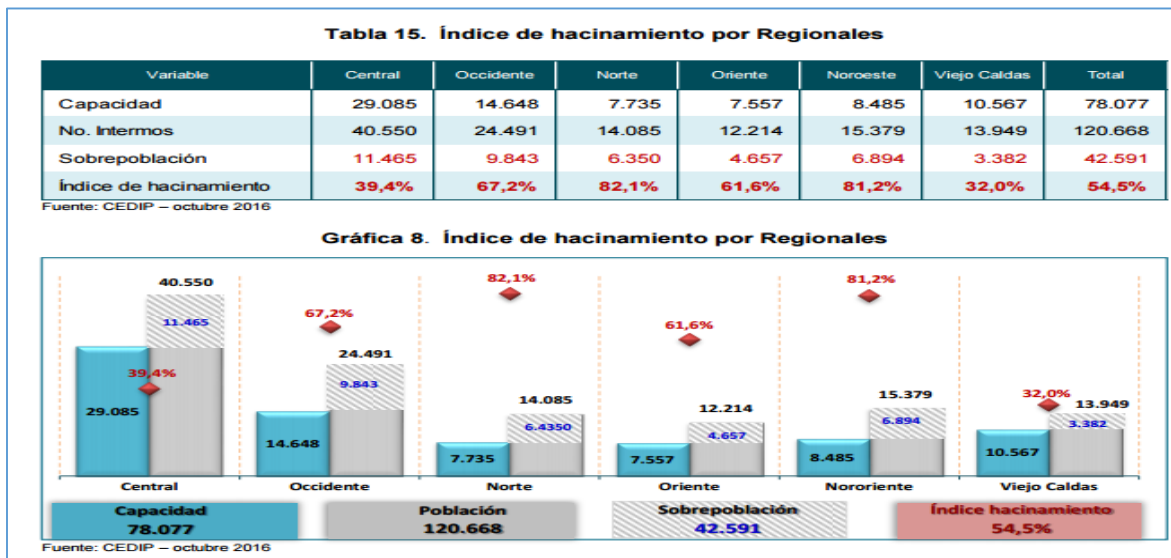 Tabla 15. Índice de hacinamiento por Regionales
Variable Central Occidente Norte Oriente Noroeste Viejo Caldas Total
Capacidad 29.085 14.648 7.735 7.557 8.485 10.567 78.077
No. Intermos 40.550 24.491 14.085 12.214 15.379 13.949 120.668
Sobrepoblación 11.465 9.843 6.350 4.657 6.894 3.382 42.591
Índice de hacinamiento 39,4% 67,2% 82,1% 61,6% 81,2% 32,0% 54,5%
Fuente: CEDIP – octubre 2016
Gráfica 8. Índice de hacinamiento por Regionales
40.550
11.465
39,4%
29.085
67,2%
24.491
9.843
14.648
82,1%
14.085
6.4350
7.735
61,6%
12.214
4.657
7.557
81,2%
15.379
6.894
8.485
32,0%
13.949
3.382
10.567
Central Occidente Norte Oriente Nororiente Viejo Caldas
Capacidad Población Sobrepoblación Índice hacinamiento
78.077 120.668 42.591 54,5%
Fuente: CEDIP – octubre 2016